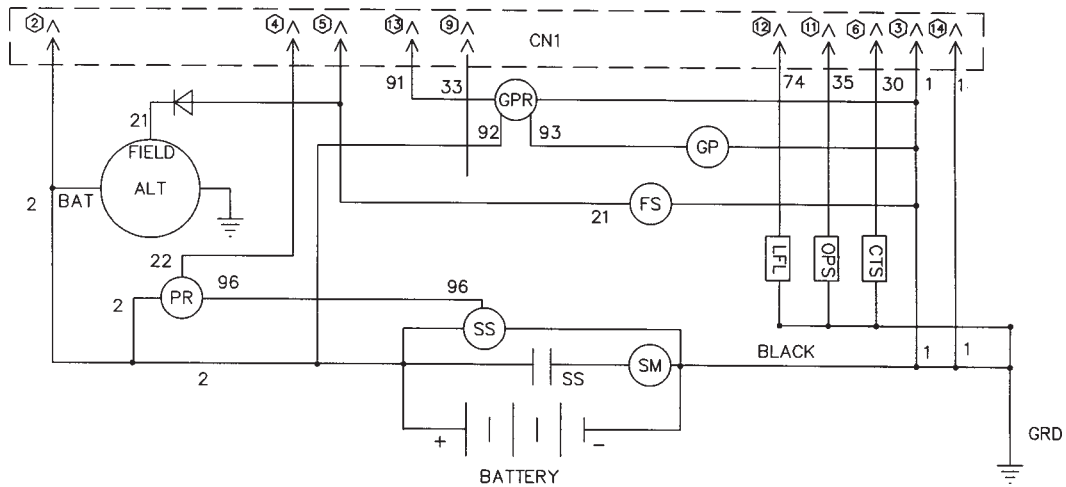 2 4 5 13 9 CN1 12 11 6 3 14
91 33 GPR 74 35 30 1 1
21
FIELD 92 93 GP
ALT
BAT
2 21 FS
22 LFL OPS CTS
96 96
2 PR
SS
BLACK 1 1
2 SS SM
+ −
GRD
BATTERY